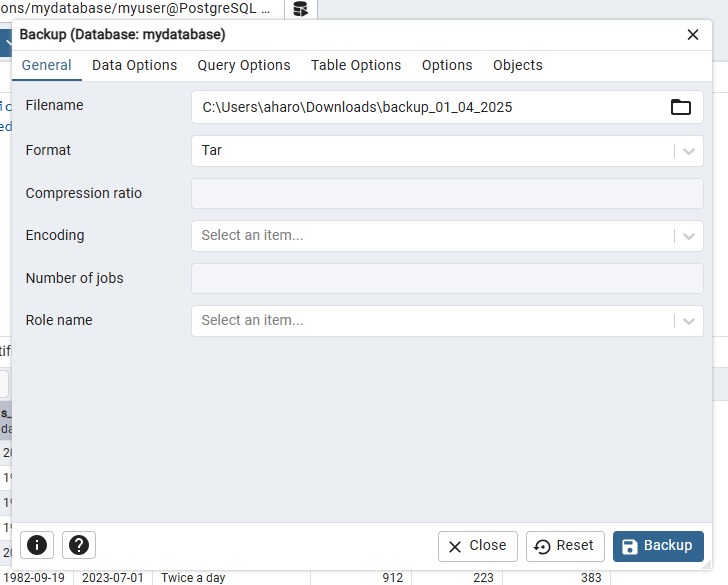 ons/mydatabase/myuser@PostgreSQL ...
Backup (Database: mydatabase)
General Data Options Query Options Table Options Options Objects
Filename C:\Users\aharo\Downloads\backup_01_04_2025
Format Tar
Compression ratio
Encoding Select an item...
Number of jobs
Role name Select an item...
Close Reset Backup
1982-09-19 2023-07-01 Twice a day 912 223 383